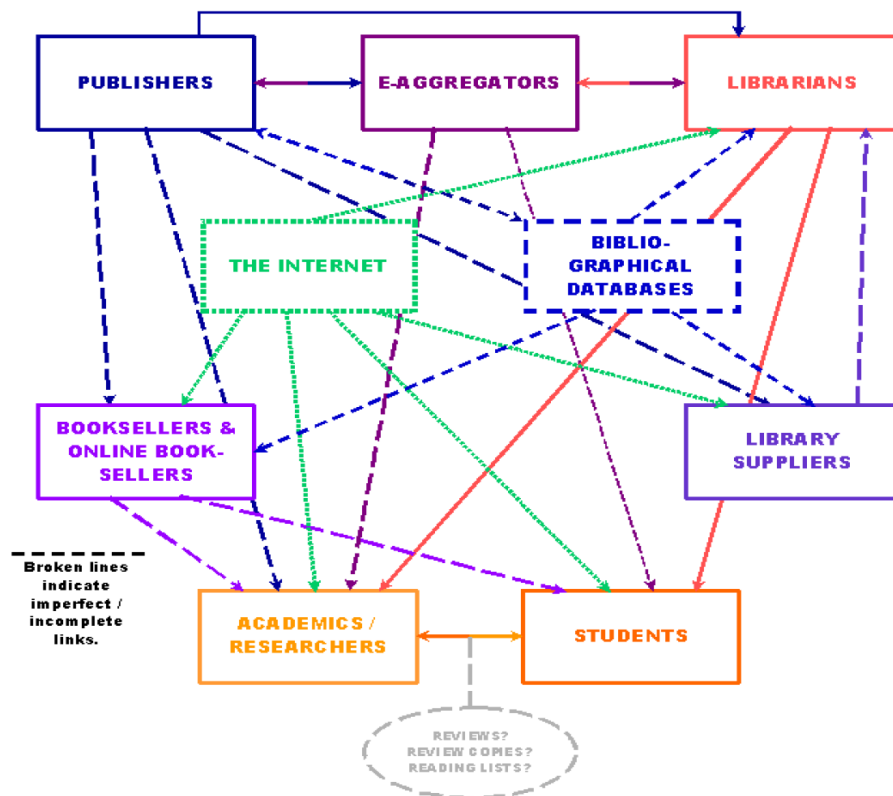 PUBLISHERS
E-AGGREGATORS
LIBRARIANS
THE INTERNET
BIBLIO-
GRAPHICAL
DATABASES
BOOKSELLERS &
ONLINE BOOK-
SELLERS
LIBRARY
SUPPLIERS
Broken lines
indicate
imperfect /
incomplete
links.
ACADEMICS /
RESEARCHERS
STUDENTS
REVIEWS?
REVIEW COPIES?
READING LISTS?